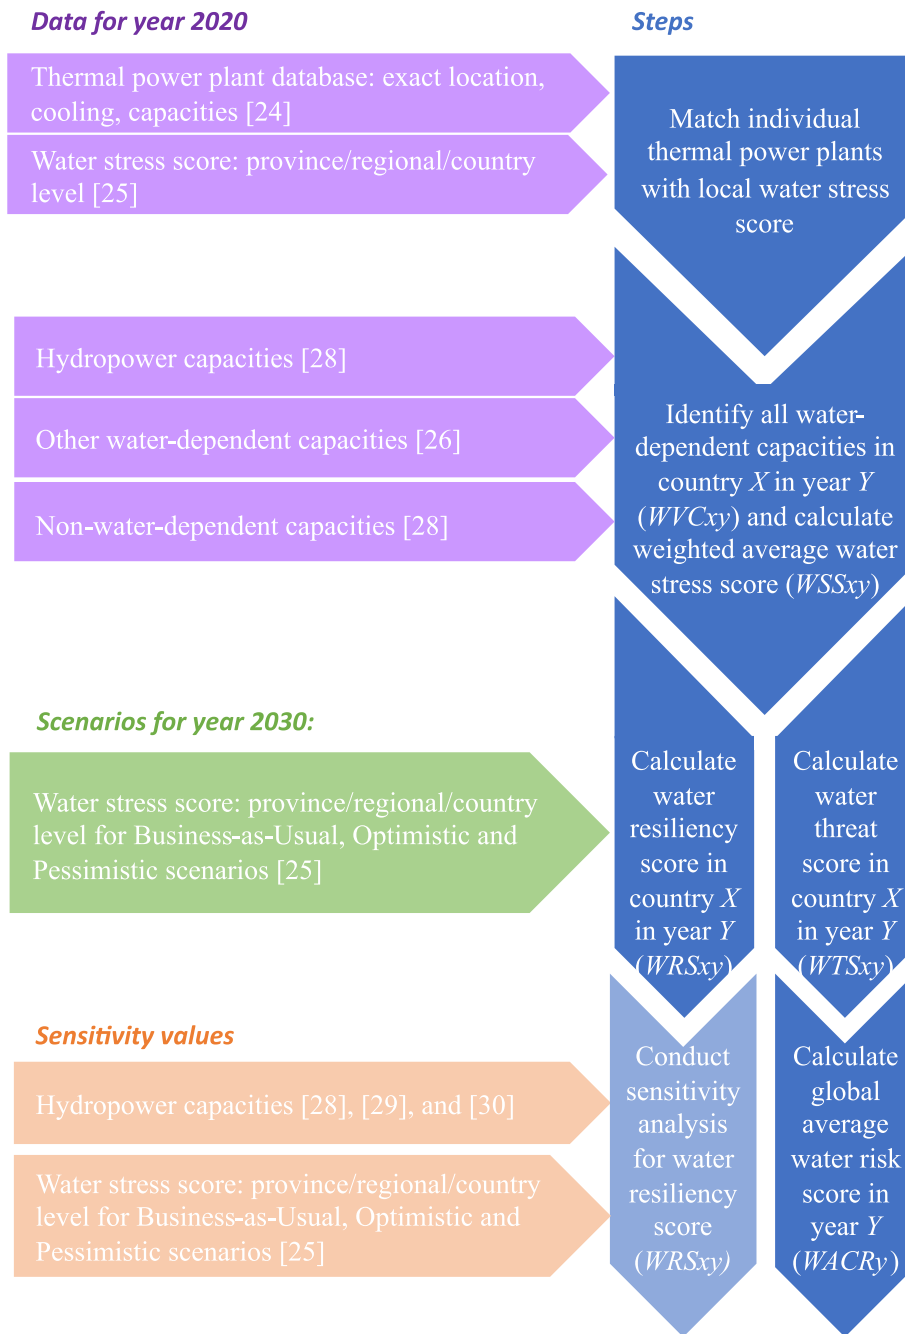 Data for year 2020
Steps
Thermal power plant database: exact location,
cooling, capacities [24]
Water stress score: province/regional/country
level [25]
Match individual
thermal power plants
with local water stress
score
Hydropower capacities [28]
Other water-dependent capacities [26]
Non-water-dependent capacities [28]
Identify all water-
dependent capacities in
country X in year Y
(WVCxy) and calculate
weighted average water
stress score (WSSxy)
Scenarios for year 2030:
Water stress score: province/regional/country
level for Business-as-Usual, Optimistic and
Pessimistic scenarios [25]
Calculate
water
resiliency
score in
country X
in year Y
(WRSxy)
Calculate
water
threat
score in
country X
in year Y
(WTSxy)
Sensitivity values
Hydropower capacities [28], [29], and [30]
Water stress score: province/regional/country
level for Business-as-Usual, Optimistic and
Pessimistic scenarios [25]
Conduct
sensitivity
analysis
for water
resiliency
score
(WRSxy)
Calculate
global
average
water risk
score in
year Y
(WACRy)